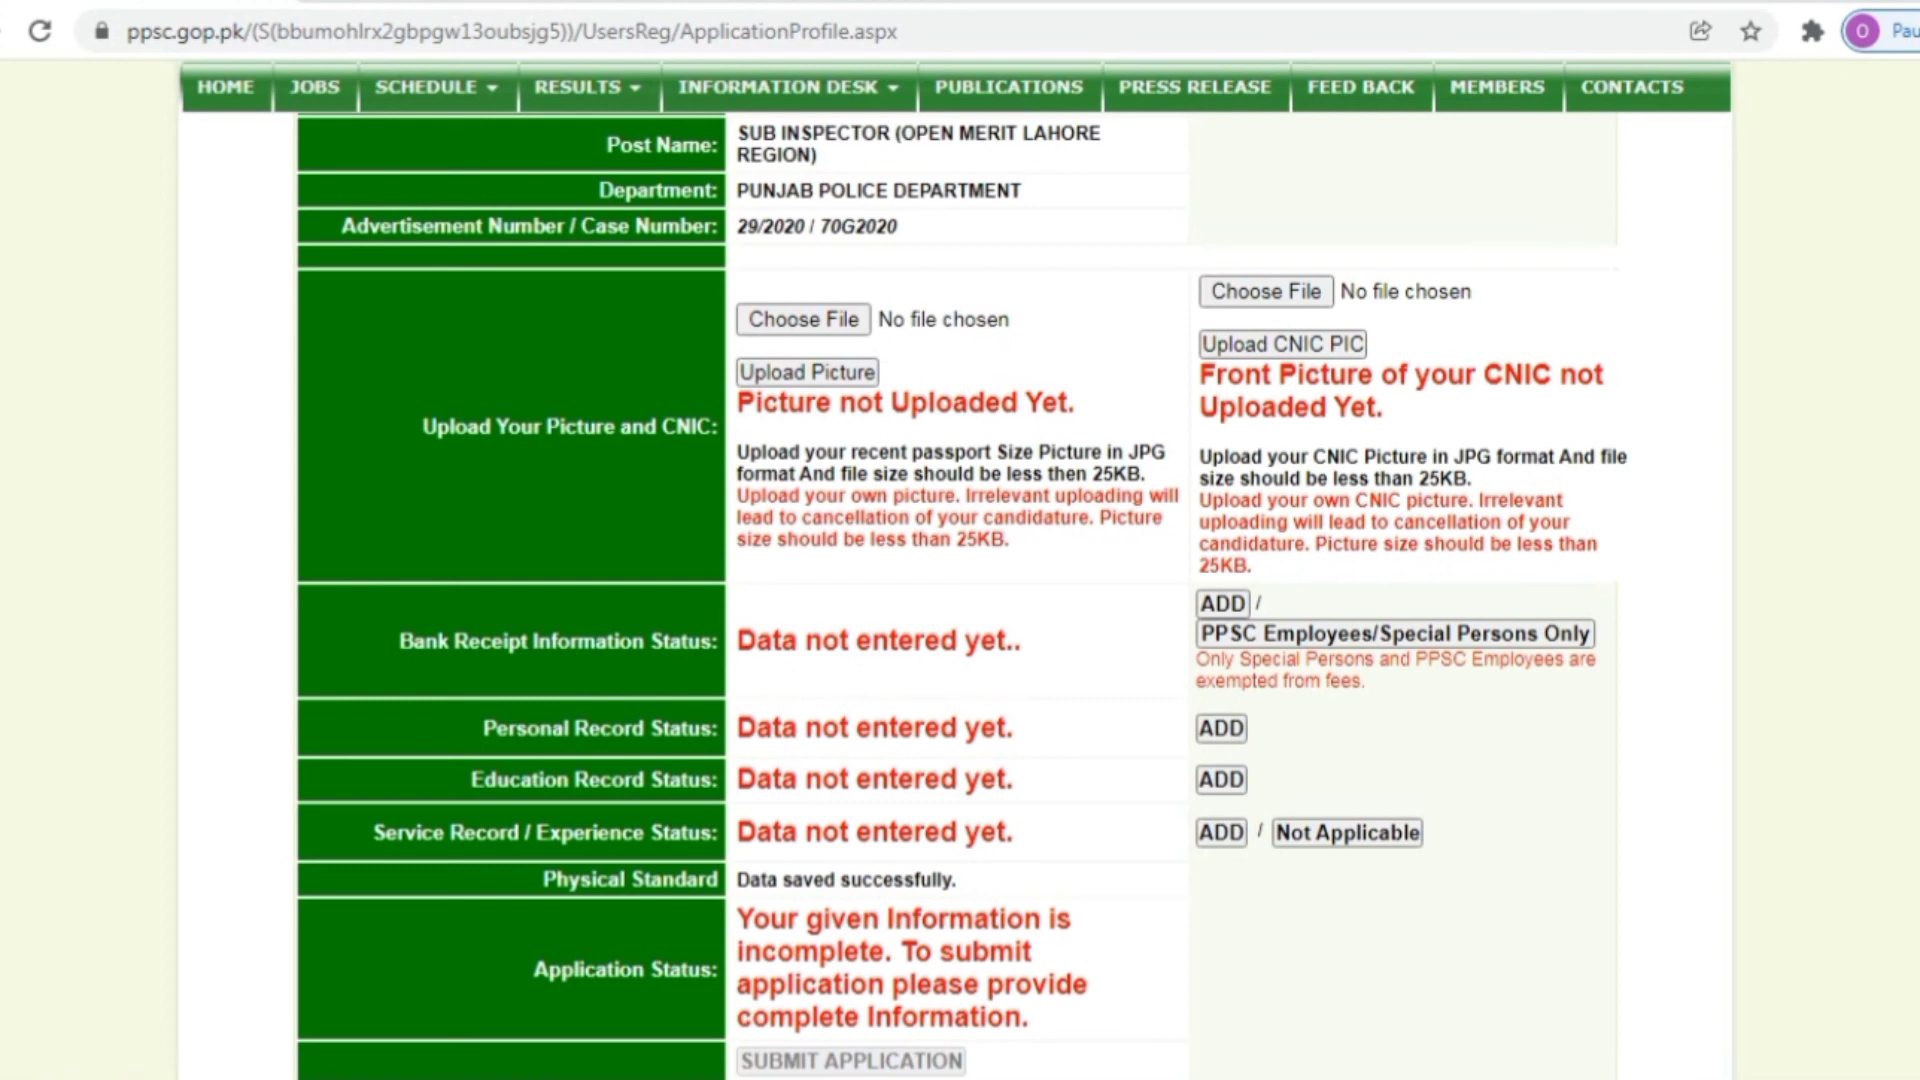 ppsc.gop.pk/(S(bbumohlrx2gbpgw13oubsjg5))/UsersReg/ApplicationProfile.aspx
O
HOME JOBS SCHEDULE RESULTS INFORMATION DESK PUBLICATIONS PRESS RELEASE FEED BACK MEMBERS CONTACTS
Post Name: SUB INSPECTOR (OPEN MERIT LAHORE
REGION)
Department: PUNJAB POLICE DEPARTMENT
Advertisement Number / Case Number: 29/2020 / 70G2020
Upload Your Picture and CNIC:
Choose File No file chosen
Upload Picture
Picture not Uploaded Yet.
Upload your recent passport Size Picture in JPG
format And file size should be less then 25KB.
Upload your own picture. Irrelevant uploading will
lead to cancellation of your candidature. Picture
size should be less than 25KB.
Choose File No file chosen
Upload CNIC PIC
Front Picture of your CNIC not
Uploaded Yet.
Upload your CNIC Picture in JPG format And file
size should be less than 25KB.
Upload your own CNIC picture. Irrelevant
uploading will lead to cancellation of your
candidature. Picture size should be less than
25KB.
Bank Receipt Information Status: Data not entered yet..
ADD /
PPSC Employees/Special Persons Only
Only Special Persons and PPSC Employees are
exempted from fees.
Personal Record Status: Data not entered yet. ADD
Education Record Status: Data not entered yet. ADD
Service Record / Experience Status: Data not entered yet. ADD / Not Applicable
Physical Standard Data saved successfully.
Application Status: Your given Information is
incomplete. To submit
application please provide
complete Information.
SUBMIT APPLICATION